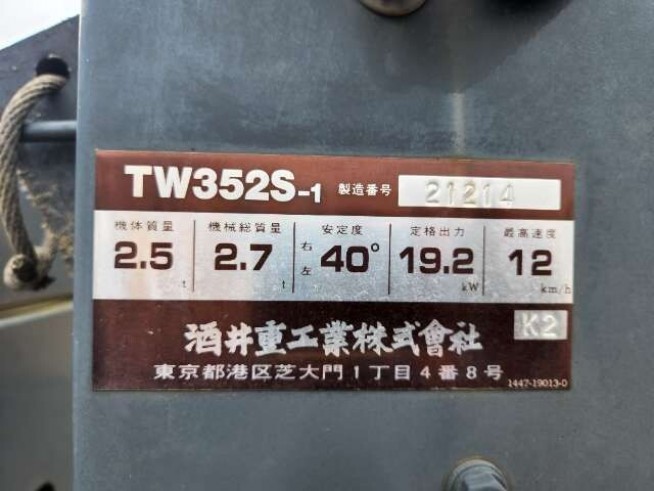 TW352S-1 製造番号 21214
機体質量 機械総質量 安定度 定格出力 最高速度
2.5 t 2.7 t 右左 40° 19.2 kW 12 km/h
K2
酒井重工業株式會社
東京都港区芝大門1丁目4番8号
1447-19013-0